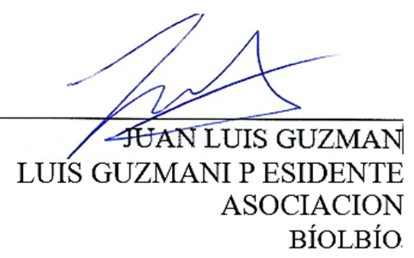 JUAN LUIS GUZMAN
LUIS GUZMANI P ESIDENTE
ASOCIACION
BÍOLBÍO